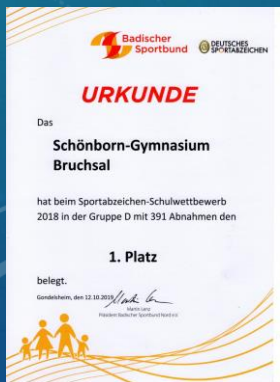 Badischer
Sportbund
DEUTSCHES
SPORTABZEICHEN
URKUNDE
Das
Schönborn-Gymnasium
Bruchsal
hat beim Sportabzeichen-Schulwettbewerb
2018 in der Gruppe D mit 391 Abnahmen den
1. Platz
belegt.
Gondelsheim, den 12.10.2019
Martin Lenz
Präsident Badischer Sportbund Nord e.V.